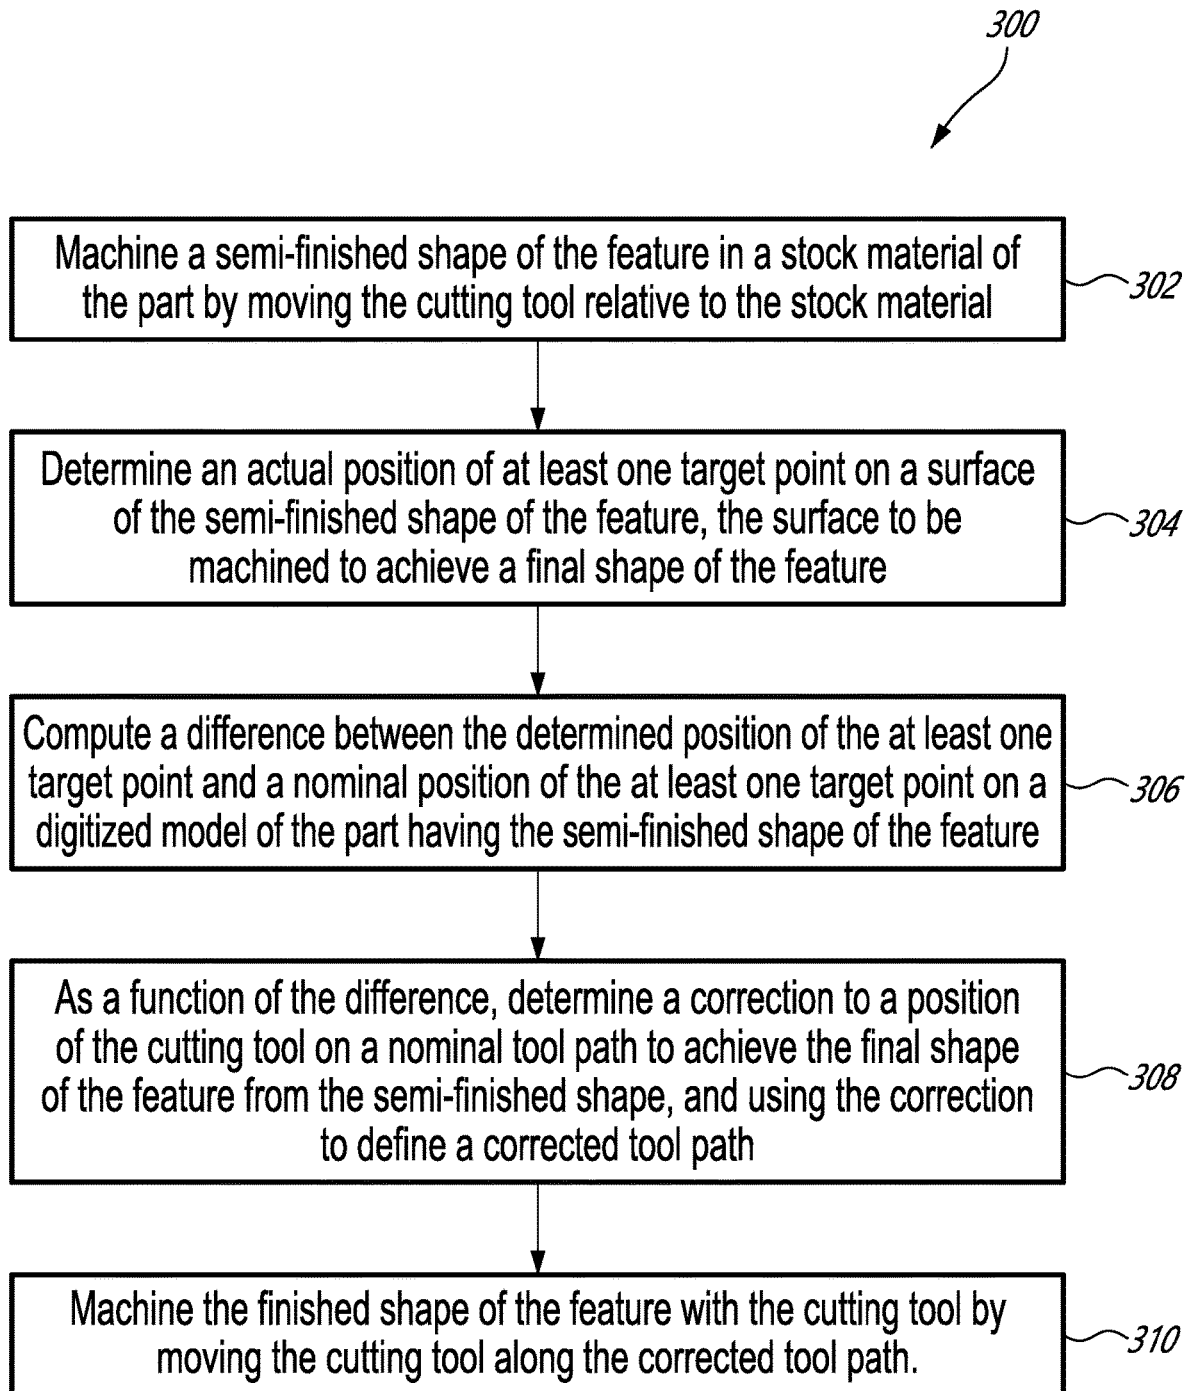 300
Machine a semi-finished shape of the feature in a stock material of
the part by moving the cutting tool relative to the stock material
302
Determine an actual position of at least one target point on a surface
of the semi-finished shape of the feature, the surface to be
machined to achieve a final shape of the feature
304
Compute a difference between the determined position of the at least one
target point and a nominal position of the at least one target point on a
digitized model of the part having the semi-finished shape of the feature
306
As a function of the difference, determine a correction to a position
of the cutting tool on a nominal tool path to achieve the final shape
of the feature from the semi-finished shape, and using the correction
to define a corrected tool path
308
Machine the finished shape of the feature with the cutting tool by
moving the cutting tool along the corrected tool path.
310